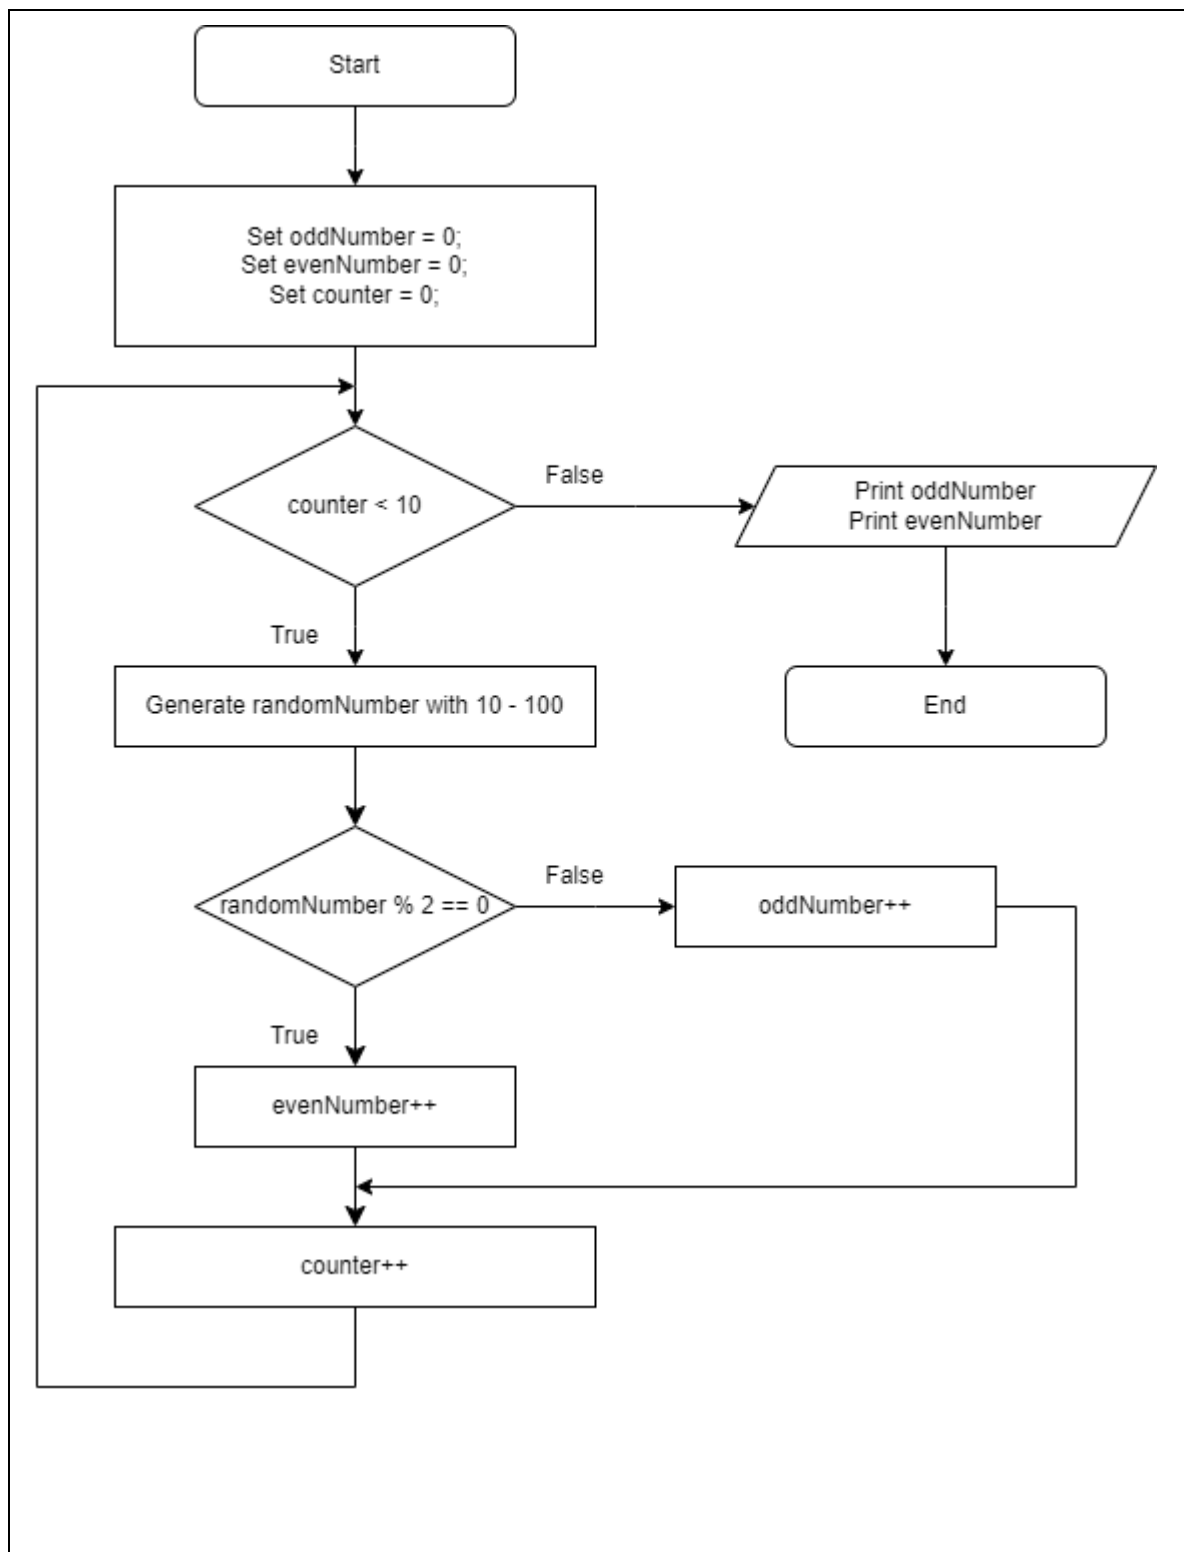 Start
Set oddNumber = 0;
Set evenNumber = 0;
Set counter = 0;
counter < 10
False
Print oddNumber
Print evenNumber
True
Generate randomNumber with 10 - 100
End
randomNumber % 2 == 0
False
oddNumber++
True
evenNumber++
counter++